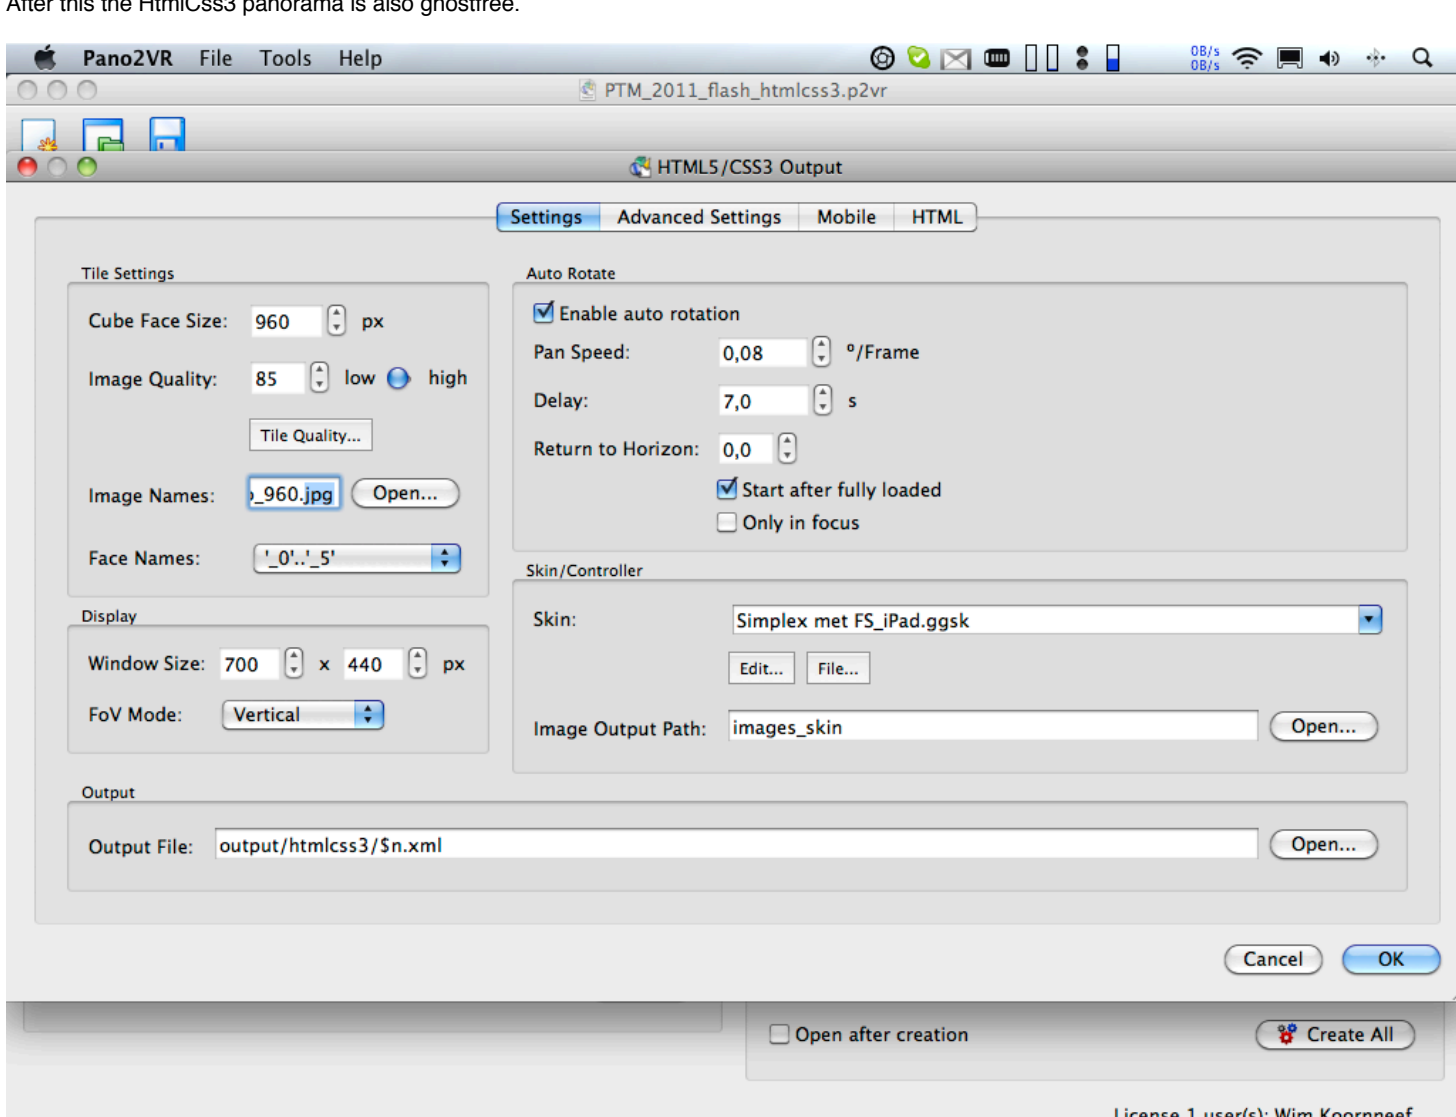 After this the HtmlCss3 panorama is also ghostfree.
Pano2VR File Tools Help 0B/s 0B/s
PTM_2011_flash_htmlcss3.p2vr
HTML5/CSS3 Output
Settings Advanced Settings Mobile HTML
Tile Settings
Cube Face Size: 960 px
Image Quality: 85 low high
Tile Quality...
Image Names: _960.jpg Open...
Face Names: '_0'..'_5'
Display
Window Size: 700 x 440 px
FoV Mode: Vertical
Auto Rotate
Enable auto rotation
Pan Speed: 0,08 º/Frame
Delay: 7,0 s
Return to Horizon: 0,0
Start after fully loaded
Only in focus
Skin/Controller
Skin: Simplex met FS_iPad.ggsk
Edit... File...
Image Output Path: images_skin Open...
Output
Output File: output/htmlcss3/$n.xml Open...
Cancel OK
Open after creation Create All
License 1 user(s): Wim Koornneef